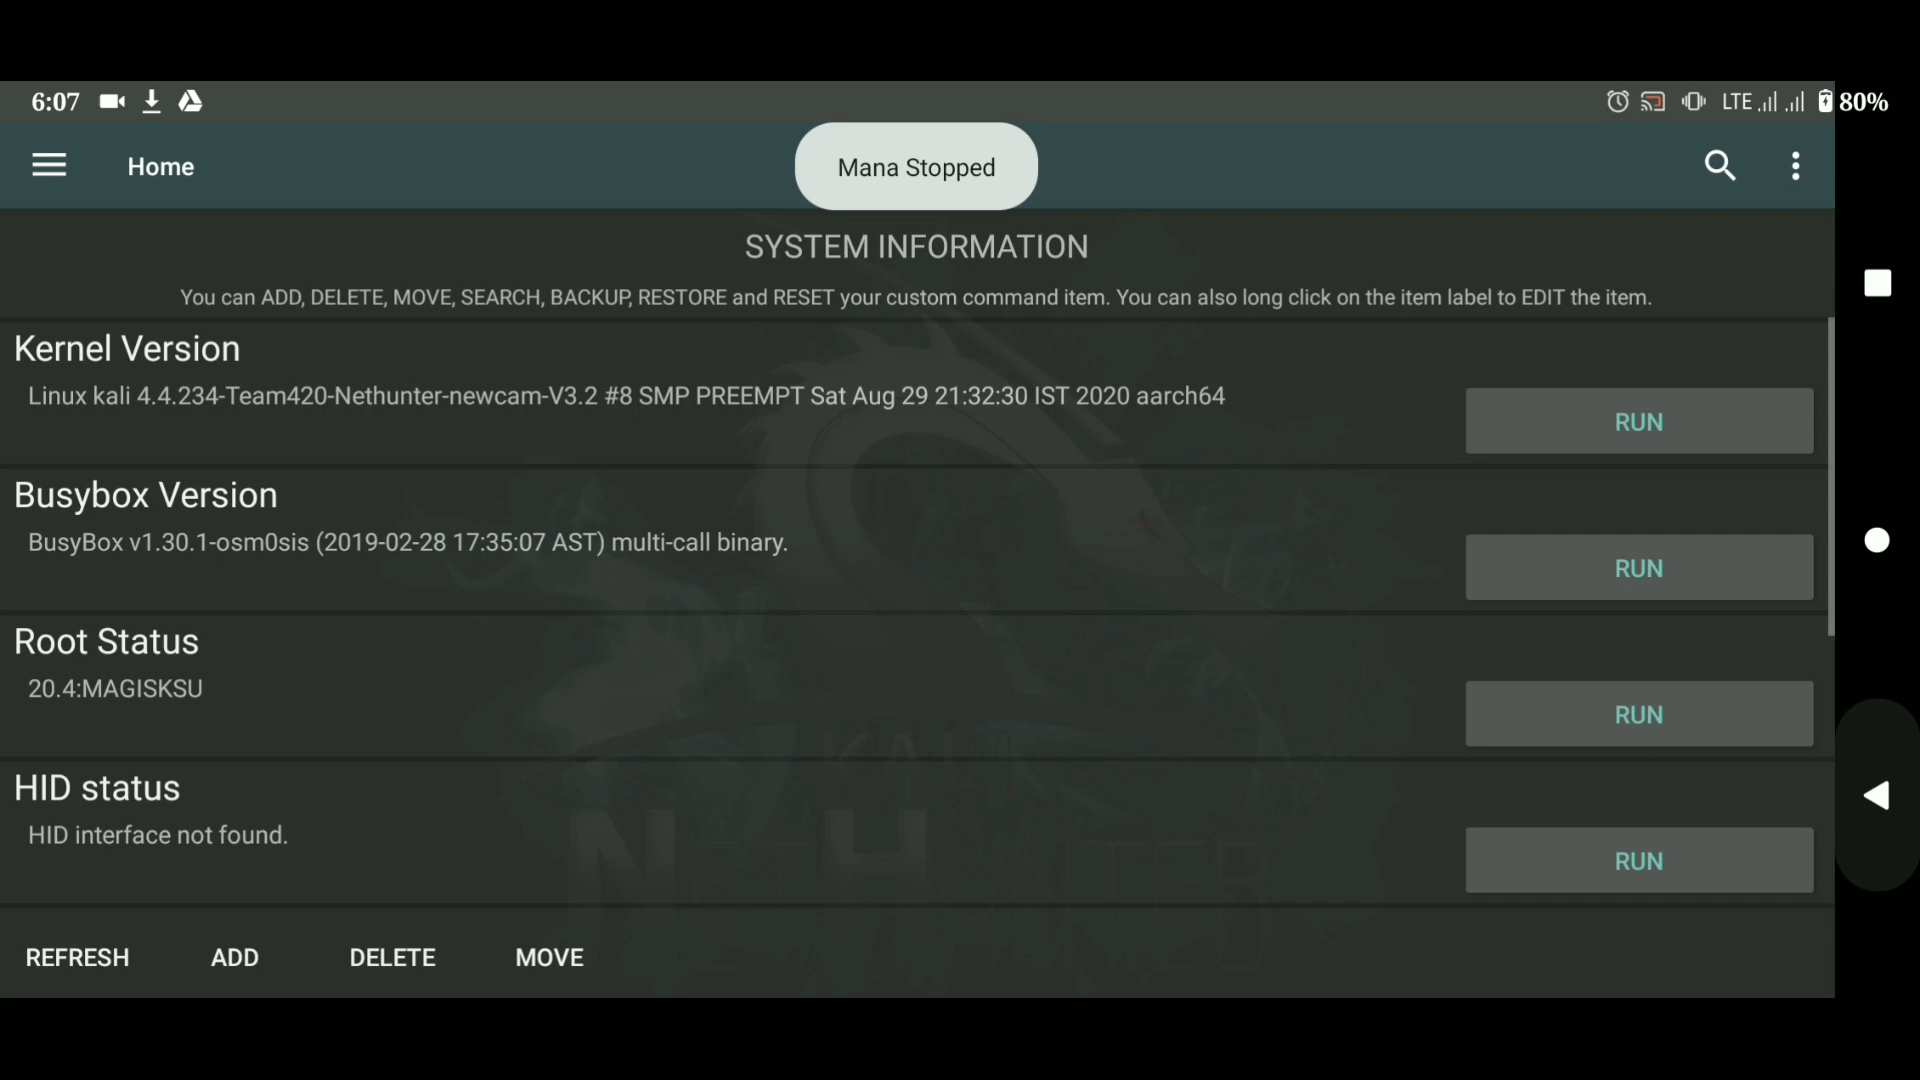 6:07 LTE 80%
Home
Mana Stopped
SYSTEM INFORMATION
You can ADD, DELETE, MOVE, SEARCH, BACKUP, RESTORE and RESET your custom command item. You can also long click on the item label to EDIT the item.
Kernel Version
Linux kali 4.4.234-Team420-Nethunter-newcam-V3.2 #8 SMP PREEMPT Sat Aug 29 21:32:30 IST 2020 aarch64
RUN
Busybox Version
BusyBox v1.30.1-osm0sis (2019-02-28 17:35:07 AST) multi-call binary.
RUN
Root Status
20.4:MAGISKSU
RUN
KALI
HID status
HID interface not found.
RUN
NETHUNTER
REFRESH ADD DELETE MOVE